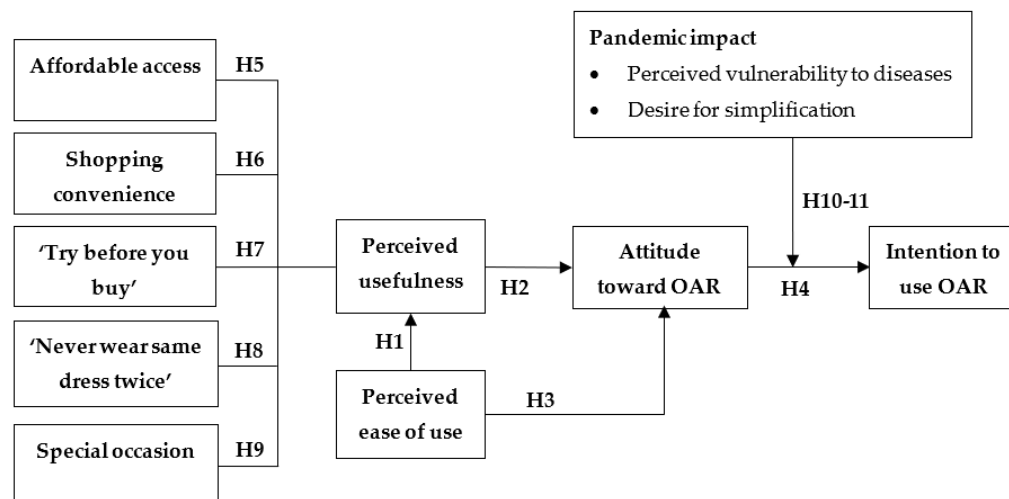 Affordable access
H5
Shopping
convenience
H6
‘Try before you
buy’
H7
‘Never wear same
dress twice’
H8
Special occasion
H9
Perceived
usefulness
H2
H1
Perceived
ease of use
H3
Pandemic impact
• Perceived vulnerability to diseases
• Desire for simplification
H10-11
Attitude
toward OAR
H4
Intention to
use OAR